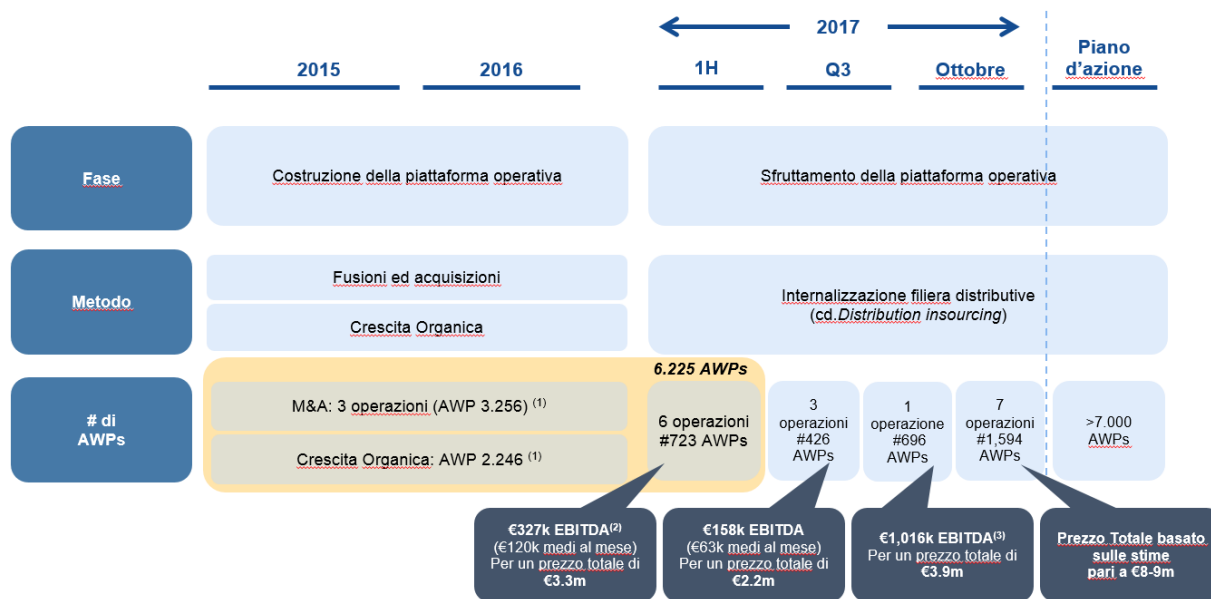 2017
2015
2016
1H
Q3
Ottobre
Piano
d'azione
Fase
Costruzione della piattaforma operativa
Sfruttamento della piattaforma operativa
Metodo
Fusioni ed acquisizioni
Crescita Organica
Internalizzazione filiera distributive
(cd.Distribution insourcing)
6.225 AWPs
# di
AWPs
M&A: 3 operazioni (AWP 3.256) (1)
Crescita Organica: AWP 2.246 (1)
6 operazioni
#723 AWPs
3
operazioni
#426
AWPs
1
operazione
#696
AWPs
7
operazioni
#1,594
AWPs
>7.000
AWPs
€327k EBITDA(2)
(€120k medi al mese)
Per un prezzo totale di
€3.3m
€158k EBITDA
(€63k medi al mese)
Per un prezzo totale di
€2.2m
€1,016k EBITDA(3)
Per un prezzo totale di
€3.9m
Prezzo Totale basato
sulle stime
pari a €8-9m